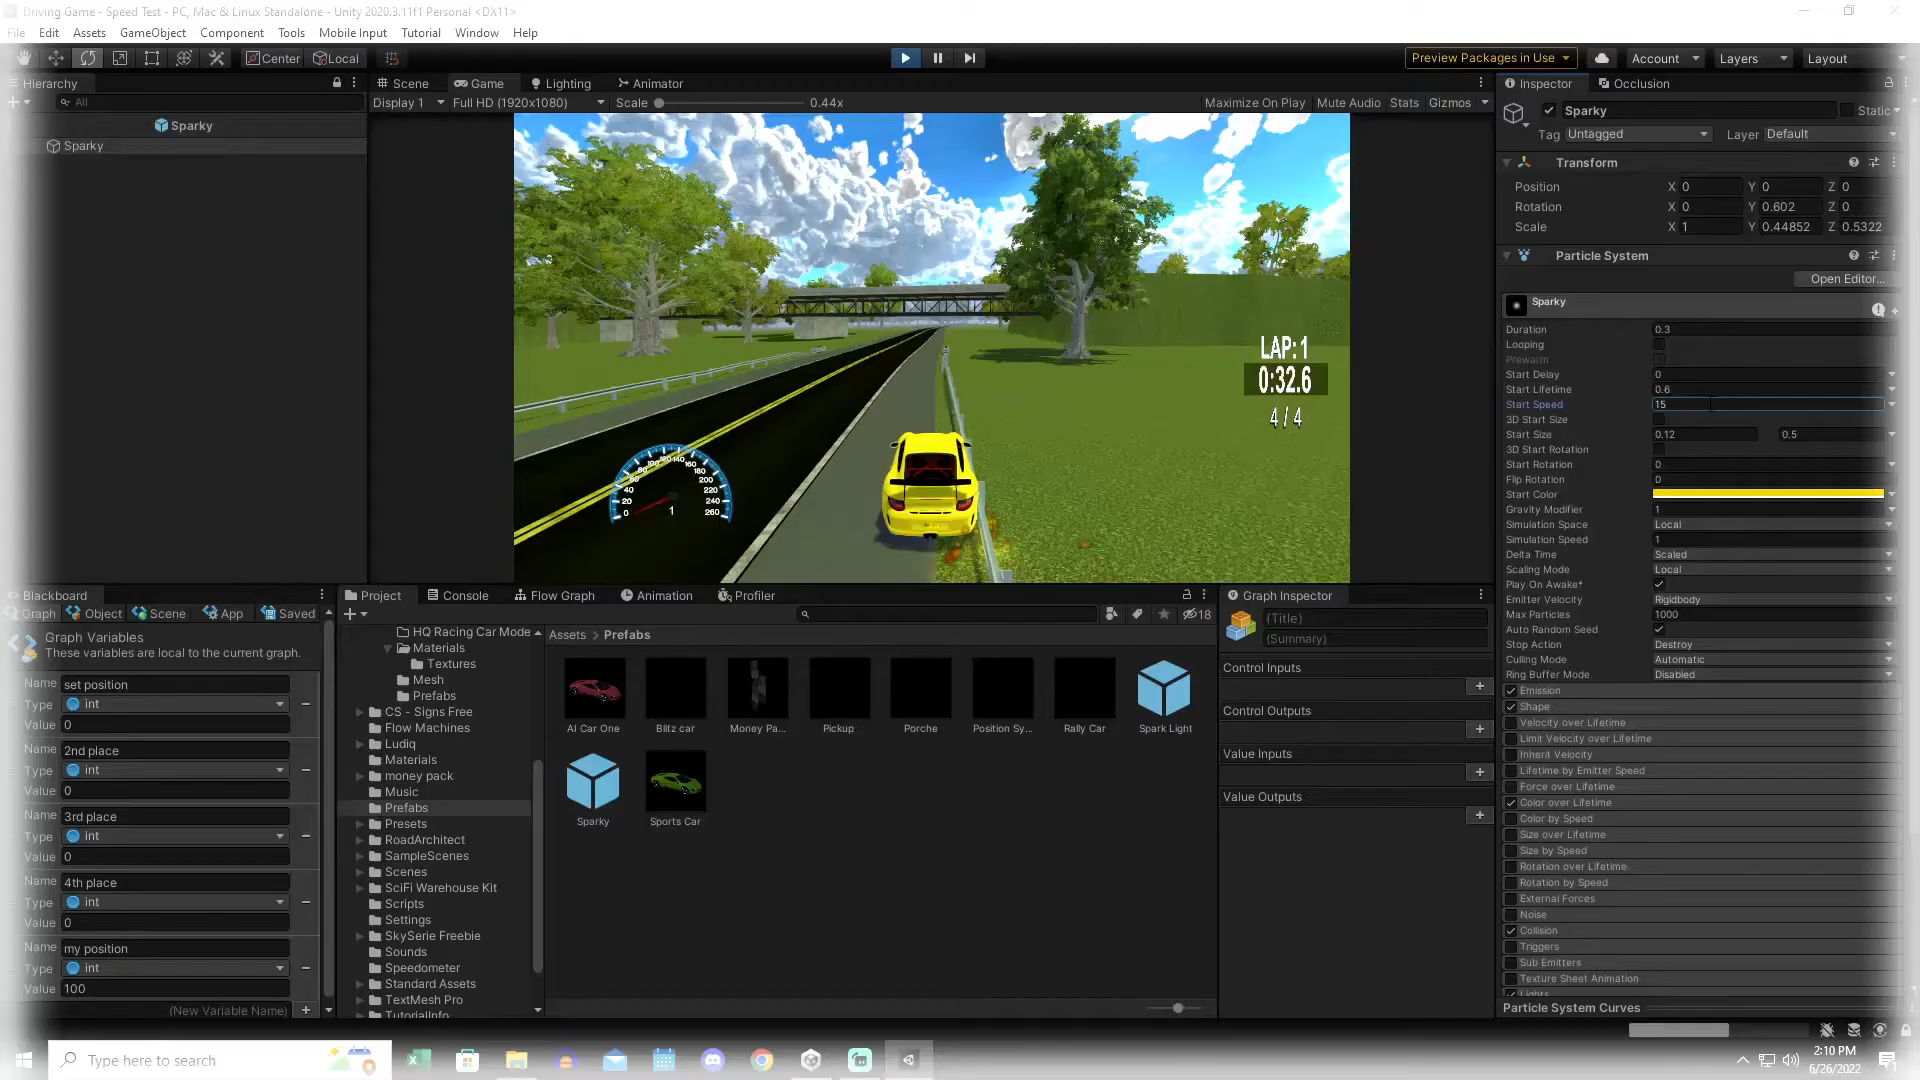 Driving Game - Speed Test - PC, Mac & Linux Standalone - Unity 2020.3.11f1 Personal <DX11>
File Edit Assets GameObject Component Tools Mobile Input Tutorial Window Help
Center Local
Preview Packages in Use Account Layers Layout
Hierarchy
All
Sparky
Sparky
Scene Game Lighting Animator
Display 1 Full HD (1920x1080) Scale 0.44x Maximize On Play Mute Audio Stats Gizmos
LAP:1
0:32.6
4 / 4
0 20 40 60 80 100 120 140 160 180 200 220 240 260
1
Inspector Occlusion
Sparky Static
Tag Untagged Layer Default
Transform
Position X 0 Y 0 Z 0
Rotation X 0 Y 0.602 Z 0
Scale X 1 Y 0.44852 Z 0.5322
Particle System
Open Editor...
Sparky
Duration 0.3
Looping
Prewarm
Start Delay 0
Start Lifetime 0.6
Start Speed 15
3D Start Size
Start Size 0.12 0.5
3D Start Rotation
Start Rotation 0
Flip Rotation 0
Start Color
Gravity Modifier 1
Simulation Space Local
Simulation Speed 1
Delta Time Scaled
Scaling Mode Local
Play On Awake*
Emitter Velocity Rigidbody
Max Particles 1000
Auto Random Seed
Stop Action Destroy
Culling Mode Automatic
Ring Buffer Mode Disabled
Emission
Shape
Velocity over Lifetime
Limit Velocity over Lifetime
Inherit Velocity
Lifetime by Emitter Speed
Force over Lifetime
Color over Lifetime
Color by Speed
Size over Lifetime
Size by Speed
Rotation over Lifetime
Rotation by Speed
External Forces
Noise
Collision
Triggers
Sub Emitters
Texture Sheet Animation
Lights
Particle System Curves
Blackboard
Graph Object Scene App Saved
Graph Variables
These variables are local to the current graph.
Name set position
Type int
Value 0
Name 2nd place
Type int
Value 0
Name 3rd place
Type int
Value 0
Name 4th place
Type int
Value 0
Name my position
Type int
Value 100
(New Variable Name)
Project Console Flow Graph Animation Profiler
18
HQ Racing Car Mode
Materials
Textures
Mesh
Prefabs
CS - Signs Free
Flow Machines
Ludiq
Materials
money pack
Music
Prefabs
Presets
RoadArchitect
SampleScenes
Scenes
SciFi Warehouse Kit
Scripts
Settings
SkySerie Freebie
Sounds
Speedometer
Standard Assets
TextMesh Pro
TutorialInfo
Assets > Prefabs
AI Car One Blitz car Money Pa... Pickup Porche Position Sy... Rally Car Spark Light
Sparky Sports Car
Graph Inspector
(Title)
(Summary)
Control Inputs
Control Outputs
Value Inputs
Value Outputs
Type here to search
2:10 PM
6/26/2022